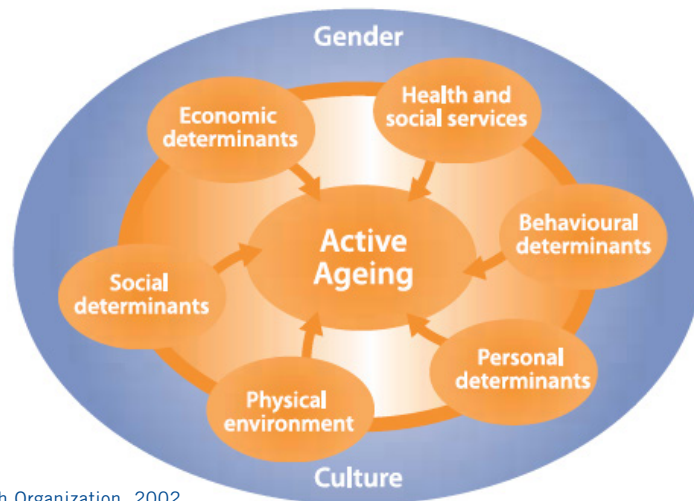 Gender
Economic
determinants
Health and
social services
Active
Ageing
Behavioural
determinants
Social
determinants
Personal
determinants
Physical
environment
Culture
Organization, 2002